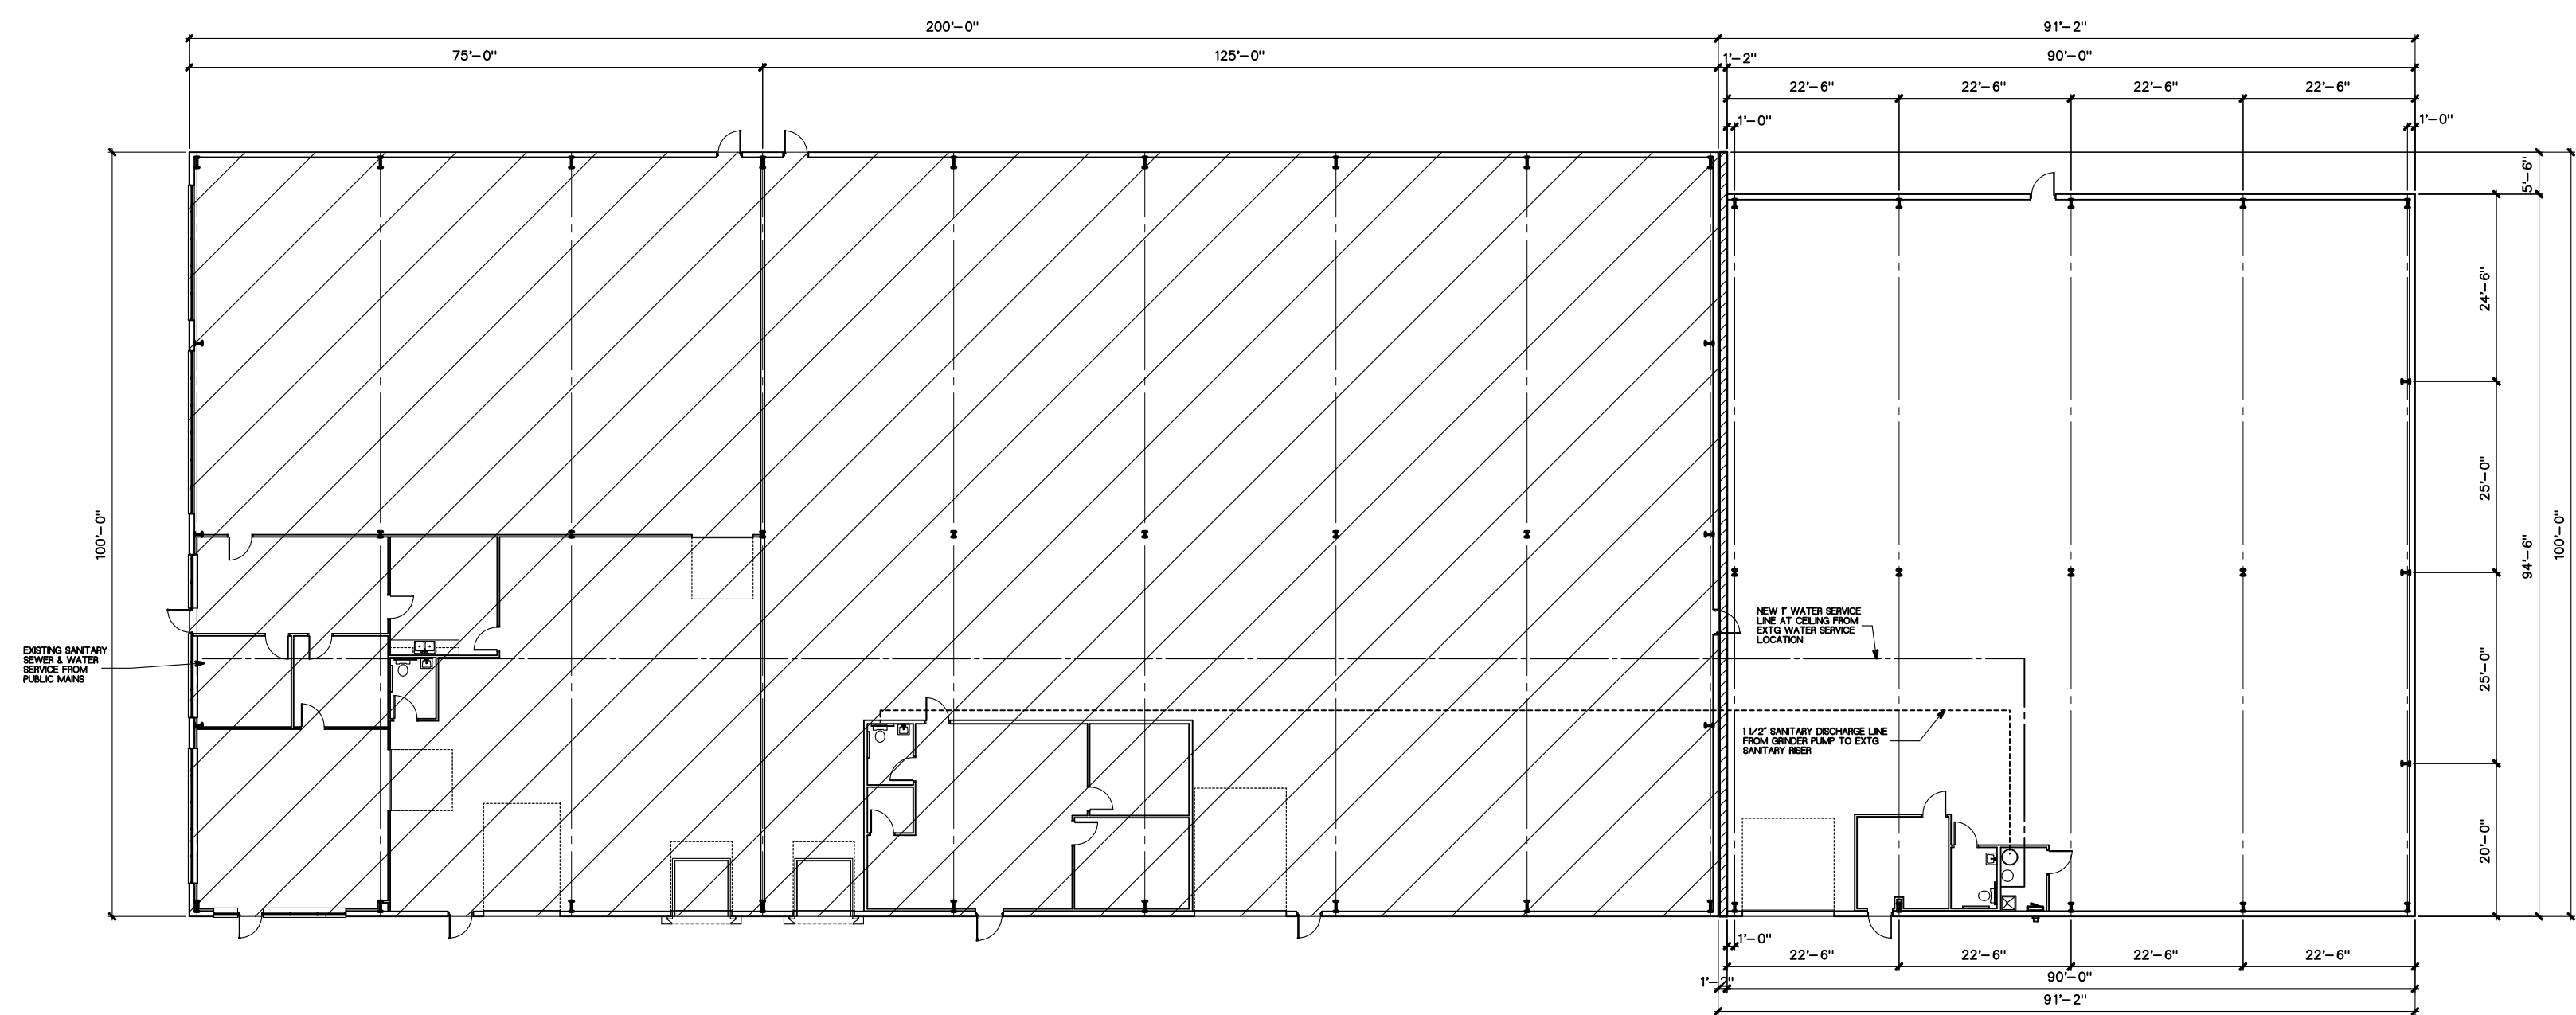 200'-0"
91'-2"
75'-0"
125'-0"
1'-2"
90'-0"
22'-6"
22'-6"
22'-6"
22'-6"
1'-0"
1'-0"
5'-6"
24'-6"
100'-0"
25'-0"
94'-6"
100'-0"
NEW 1" WATER SERVICE
LINE AT CEILING FROM
EXTG WATER SERVICE
LOCATION
EXISTING SANITARY
SEWER & WATER
SERVICE FROM
PUBLIC MAINS
25'-0"
1 1/2" SANITARY DISCHARGE LINE
FROM GRINDER PUMP TO EXTG
SANITARY RISER
20'-0"
1'-0"
22'-6"
22'-6"
22'-6"
22'-6"
1'-2"
90'-0"
91'-2"